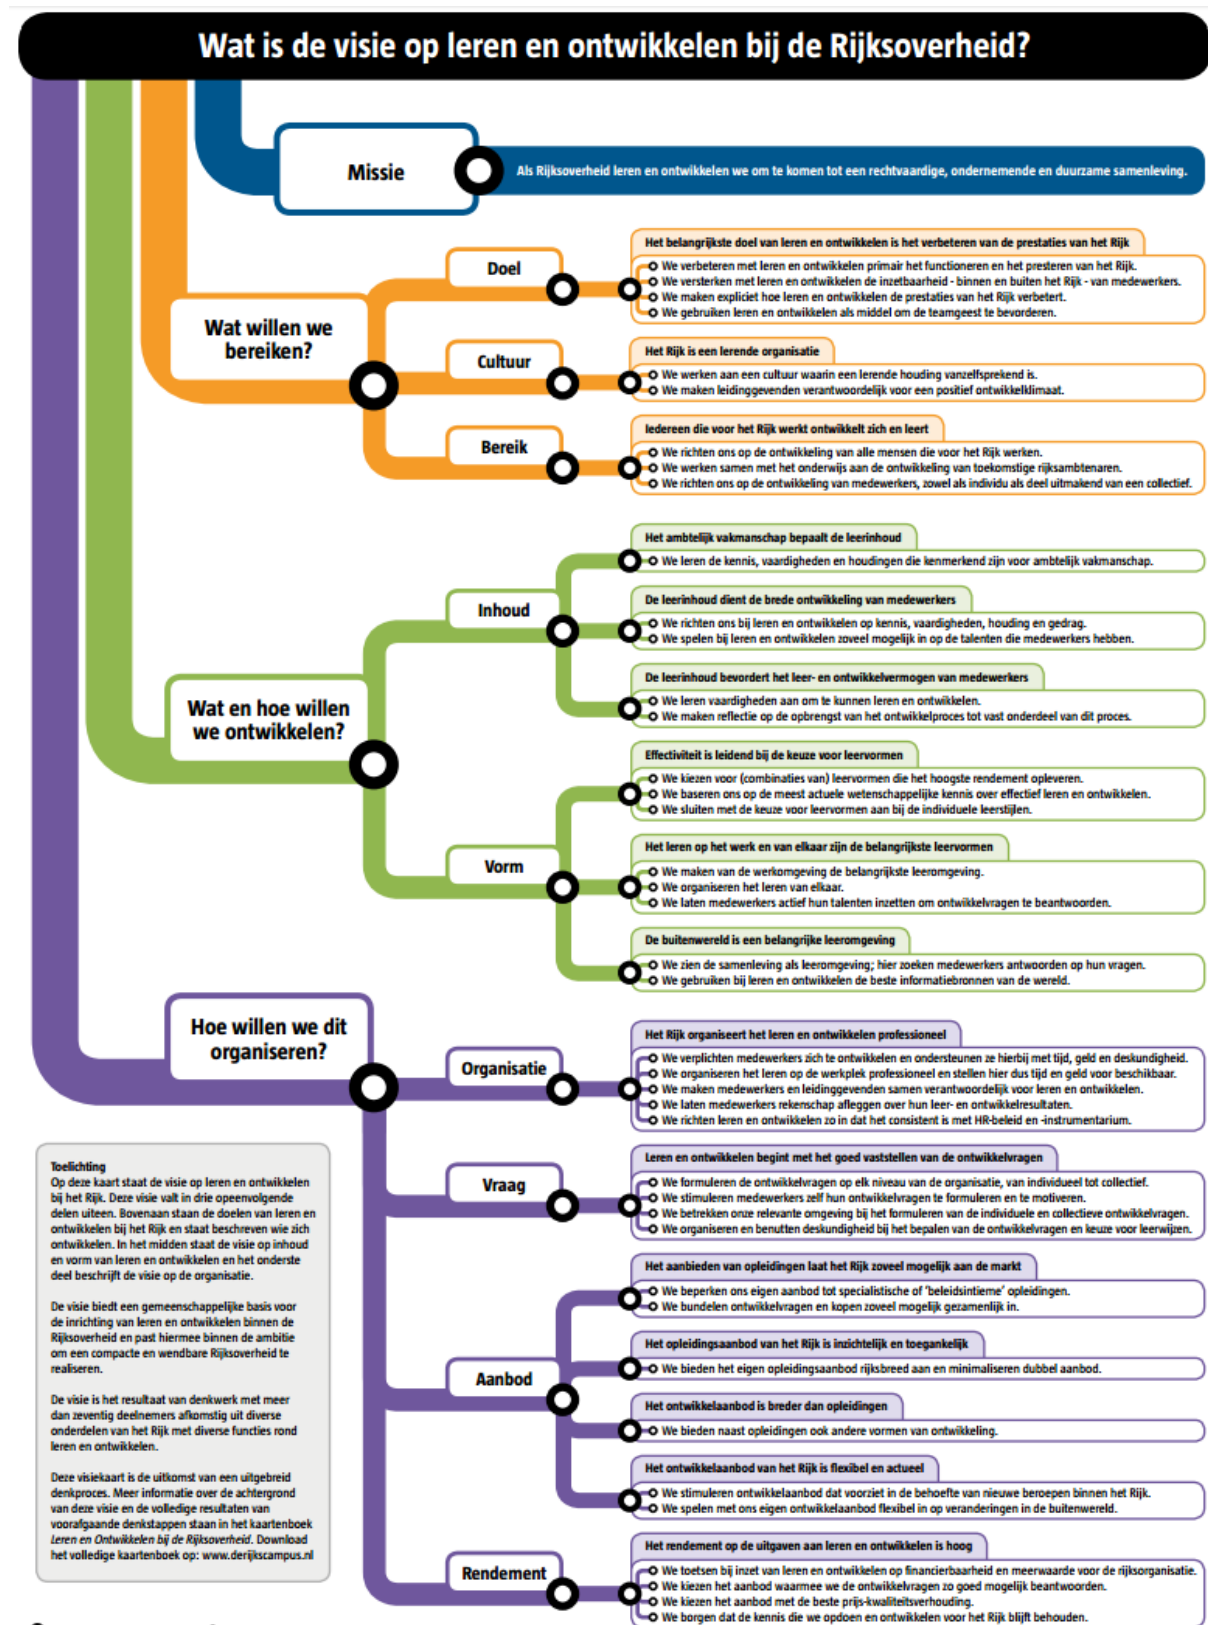 Wat is de visie op leren en ontwikkelen bij de Rijksoverheid?
Missie
Als Rijksoverheid leren en ontwikkelen we om te komen tot een rechtvaardige, ondernemende en duurzame samenleving.
Wat willen we
bereiken?
Doel
Het belangrijkste doel van leren en ontwikkelen is het verbeteren van de prestaties van het Rijk
We verbeteren met leren en ontwikkelen primair het functioneren en het presteren van het Rijk.
We versterken met leren en ontwikkelen de inzetbaarheid - binnen en buiten het Rijk - van medewerkers.
We maken expliciet hoe leren en ontwikkelen de prestaties van het Rijk verbetert.
We gebruiken leren en ontwikkelen als middel om de teamgeest te bevorderen.
Cultuur
Het Rijk is een lerende organisatie
We werken aan een cultuur waarin een lerende houding vanzelfsprekend is.
We maken leidinggevenden verantwoordelijk voor een positief ontwikkelklimaat.
Bereik
Iedereen die voor het Rijk werkt ontwikkelt zich en leert
We richten ons op de ontwikkeling van alle mensen die voor het Rijk werken.
We werken samen met het onderwijs aan de ontwikkeling van toekomstige rijksambtenaren.
We richten ons op de ontwikkeling van medewerkers, zowel als individu als deel uitmakend van een collectief.
Wat en hoe willen
we ontwikkelen?
Inhoud
Het ambtelijk vakmanschap bepaalt de leerinhoud
We leren de kennis, vaardigheden en houdingen die kenmerkend zijn voor ambtelijk vakmanschap.
De leerinhoud dient de brede ontwikkeling van medewerkers
We richten ons bij leren en ontwikkelen op kennis, vaardigheden, houding en gedrag.
We spelen bij leren en ontwikkelen zoveel mogelijk in op de talenten die medewerkers hebben.
De leerinhoud bevordert het leer- en ontwikkelvermogen van medewerkers
We leren vaardigheden aan om te kunnen leren en ontwikkelen.
We maken reflectie op de opbrengst van het ontwikkelproces tot vast onderdeel van dit proces.
Vorm
Effectiviteit is leidend bij de keuze voor leervormen
We kiezen voor (combinaties van) leervormen die het hoogste rendement opleveren.
We baseren ons op de meest actuele wetenschappelijke kennis over effectief leren en ontwikkelen.
We sluiten met de keuze voor leervormen aan bij de individuele leerstijlen.
Het leren op het werk en van elkaar zijn de belangrijkste leervormen
We maken van de werkomgeving de belangrijkste leeromgeving.
We organiseren het leren van elkaar.
We laten medewerkers actief hun talenten inzetten om ontwikkelvragen te beantwoorden.
De buitenwereld is een belangrijke leeromgeving
We zien de samenleving als leeromgeving; hier zoeken medewerkers antwoorden op hun vragen.
We gebruiken bij leren en ontwikkelen de beste informatiebronnen van de wereld.
Hoe willen we dit
organiseren?
Organisatie
Het Rijk organiseert het leren en ontwikkelen professioneel
We verplichten medewerkers zich te ontwikkelen en ondersteunen ze hierbij met tijd, geld en deskundigheid.
We organiseren het leren op de werkplek professioneel en stellen hier dus tijd en geld voor beschikbaar.
We maken medewerkers en leidinggevenden samen verantwoordelijk voor leren en ontwikkelen.
We laten medewerkers rekenschap afleggen over hun leer- en ontwikkelresultaten.
We richten leren en ontwikkelen zo in dat het consistent is met HR-beleid en -instrumentarium.
Vraag
Leren en ontwikkelen begint met het goed vaststellen van de ontwikkelvragen
We formuleren de ontwikkelvragen op elk niveau van de organisatie, van individueel tot collectief.
We stimuleren medewerkers zelf hun ontwikkelvragen te formuleren en te motiveren.
We betrekken onze relevante omgeving bij het formuleren van de individuele en collectieve ontwikkelvragen.
We organiseren en benutten deskundigheid bij het bepalen van de ontwikkelvragen en keuze voor leerwijzen.
Aanbod
Het aanbieden van opleidingen laat het Rijk zoveel mogelijk aan de markt
We beperken ons eigen aanbod tot specialistische of 'beleidsintieme' opleidingen.
We bundelen ontwikkelvragen en kopen zoveel mogelijk gezamenlijk in.
Het opleidingsaanbod van het Rijk is inzichtelijk en toegankelijk
We bieden het eigen opleidingsaanbod rijksbreed aan en minimaliseren dubbel aanbod.
Het ontwikkelaanbod is breder dan opleidingen
We bieden naast opleidingen ook andere vormen van ontwikkeling.
Het ontwikkelaanbod van het Rijk is flexibel en actueel
We stimuleren ontwikkelaanbod dat voorziet in de behoefte van nieuwe beroepen binnen het Rijk.
We spelen met ons eigen ontwikkelaanbod flexibel in op veranderingen in de buitenwereld.
Rendement
Het rendement op de uitgaven aan leren en ontwikkelen is hoog
We toetsen bij inzet van leren en ontwikkelen op financierbaarheid en meerwaarde voor de rijksorganisatie.
We kiezen het aanbod waarmee we de ontwikkelvragen zo goed mogelijk beantwoorden.
We kiezen het aanbod met de beste prijs-kwaliteitsverhouding.
We borgen dat de kennis die we opdoen en ontwikkelen voor het Rijk blijft behouden.
Toelichting
Op deze kaart staat de visie op leren en ontwikkelen
bij het Rijk. Deze visie valt in drie opeenvolgende
delen uiteen. Bovenaan staan de doelen van leren en
ontwikkelen bij het Rijk en staat beschreven wie zich
ontwikkelen. In het midden staat de visie op inhoud
en vorm van leren en ontwikkelen en het onderste
deel beschrijft de visie op de organisatie.
De visie biedt een gemeenschappelijke basis voor
de inrichting van leren en ontwikkelen binnen de
Rijksoverheid en past hiermee binnen de ambitie
om een compacte en wendbare Rijksoverheid te
realiseren.
De visie is het resultaat van denkwerk met meer
dan zeventig deelnemers afkomstig uit diverse
onderdelen van het Rijk met diverse functies rond
leren en ontwikkelen.
Deze visiekaart is de uitkomst van een uitgebreid
denkproces. Meer informatie over de achtergrond
van deze visie en de volledige resultaten van
voorafgaande denkstappen staan in het kaartenboek
Leren en Ontwikkelen bij de Rijksoverheid. Download
het volledige kaartenboek op: www.derijkscampus.nl